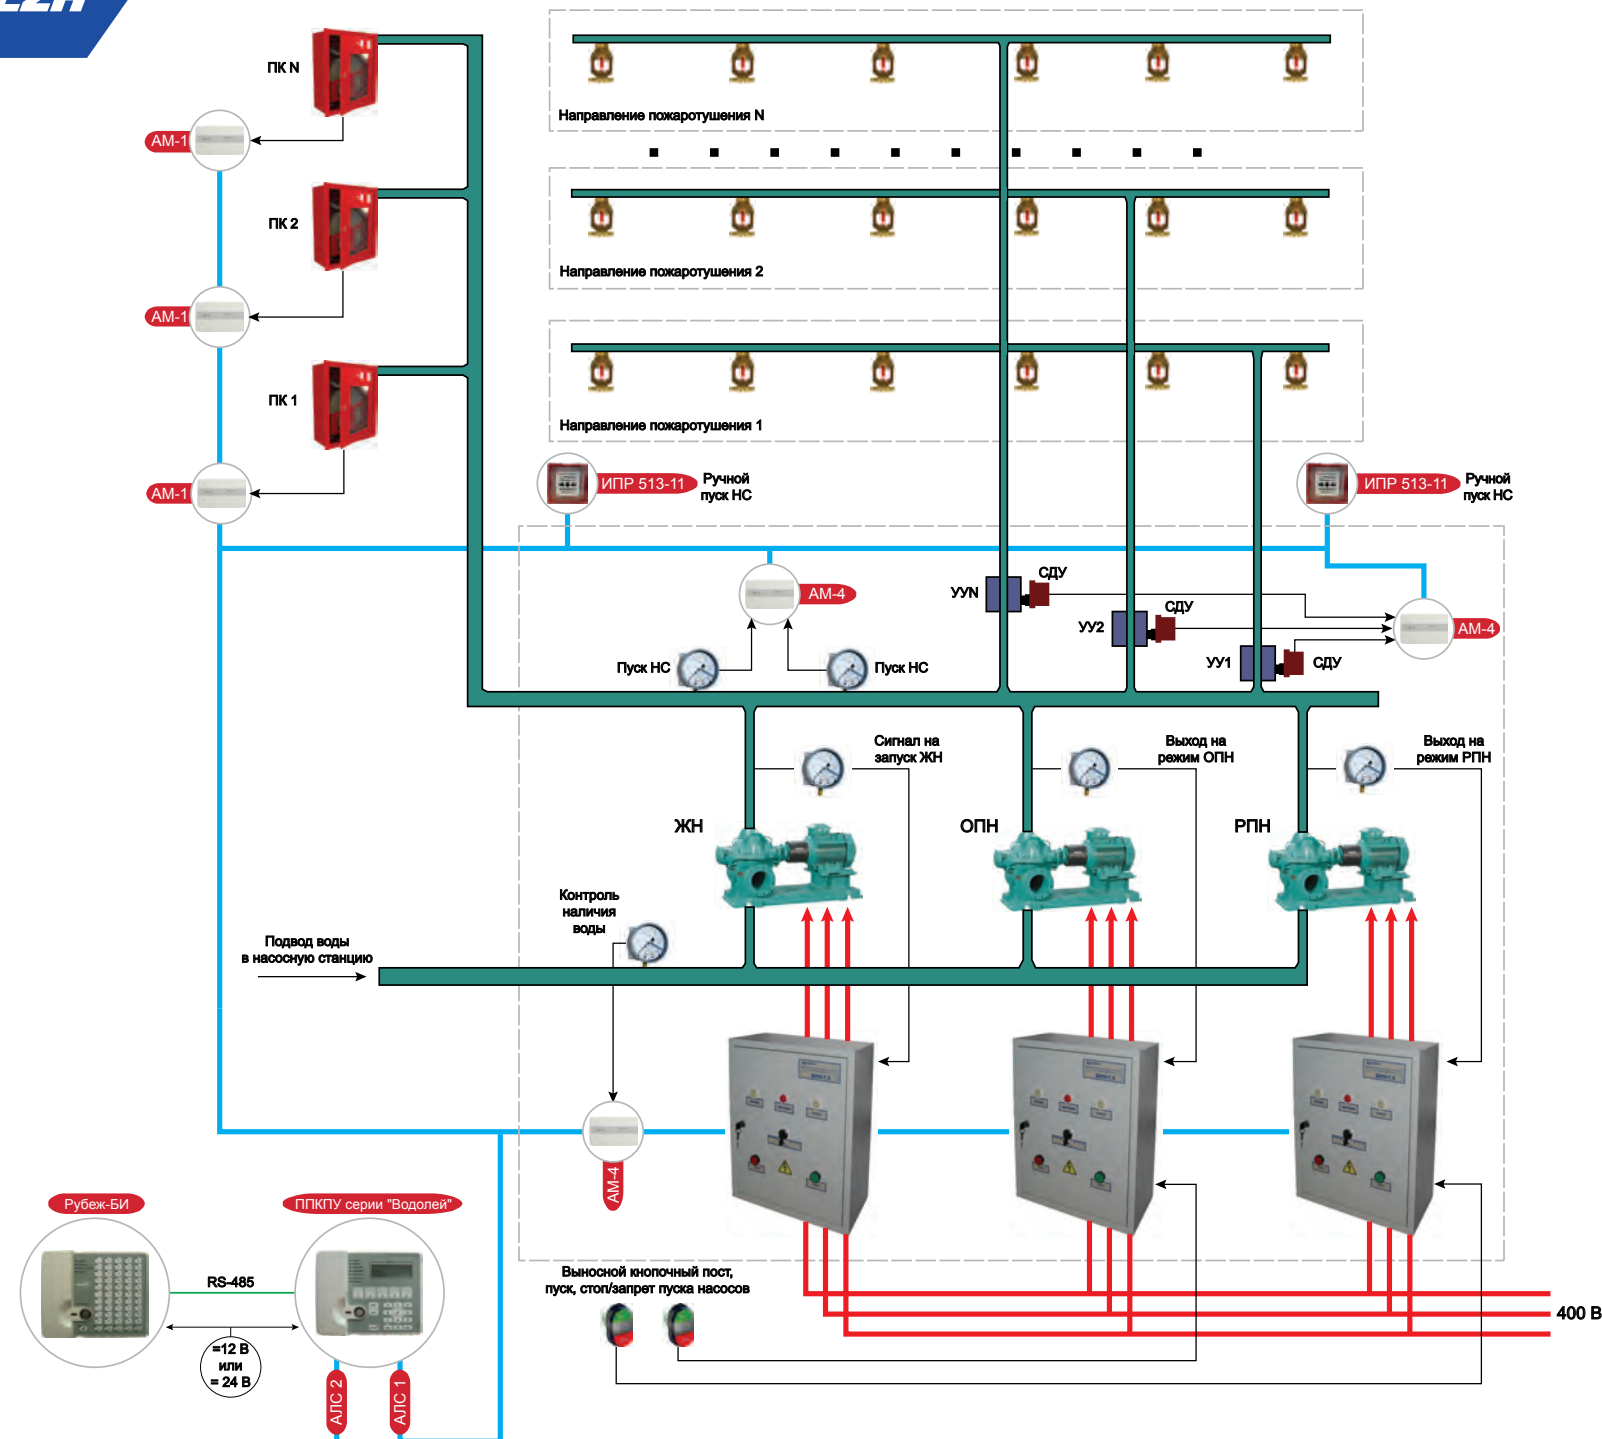 ПК N
Направление пожаротушения N
АМ-1
ПК 2
Направление пожаротушения 2
АМ-1
ПК 1
Направление пожаротушения 1
АМ-1
ИПР 513-11
Ручной
пуск НС
ИПР 513-11
Ручной
пуск НС
АМ-4
УУN
СДУ
УУ2
СДУ
УУ1
СДУ
АМ-4
Пуск НС
Пуск НС
Сигнал на
запуск ЖН
Выход на
режим ОПН
Выход на
режим РПН
ЖН
ОПН
РПН
Контроль
наличия
воды
Подвод воды
в насосную станцию
АМ-4
Рубеж-БИ
ППКПУ серии "Водолей"
RS-485
=12 В
или
= 24 В
АЛС 2
АЛС 1
Выносной кнопочный пост,
пуск, стоп/запрет пуска насосов
400 В